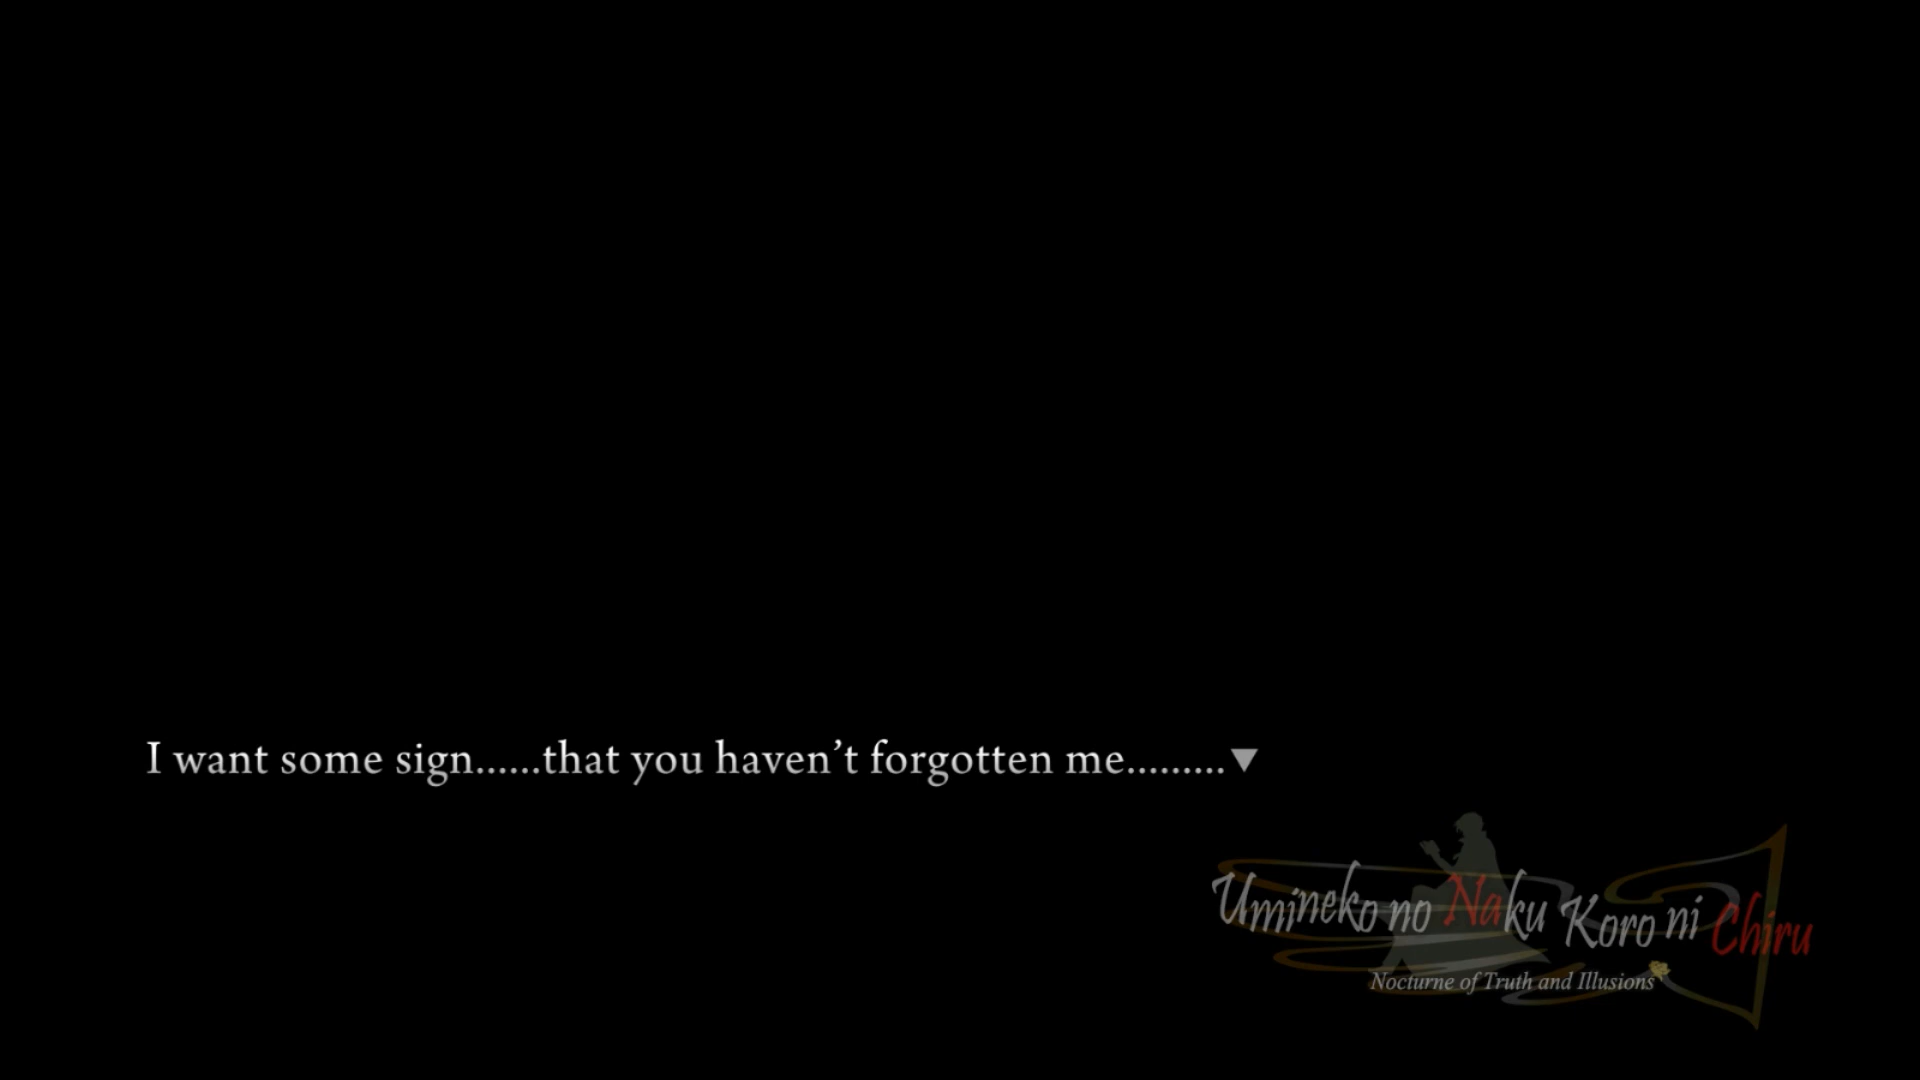 I want some sign......that you haven’t forgotten me.........▼
Umineko no Naku Koro ni Chiru
Nocturne of Truth and Illusions